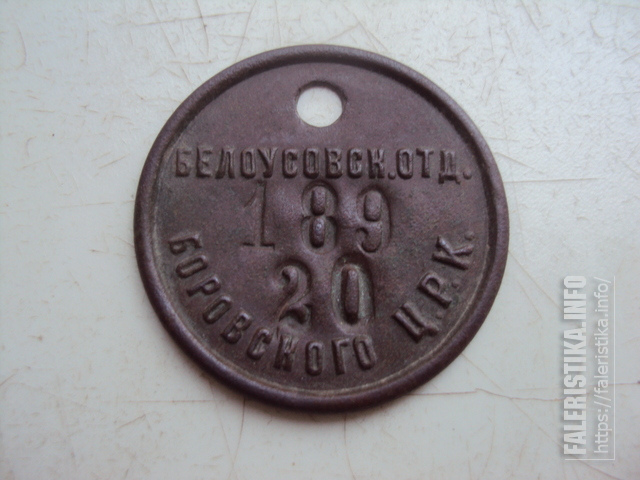 БЕЛОУСОВСК.ОТД.
189
20
БОРОВСКОГО Ц.Р.К.
FALERISTIKA.INFO
https://faleristika.info/